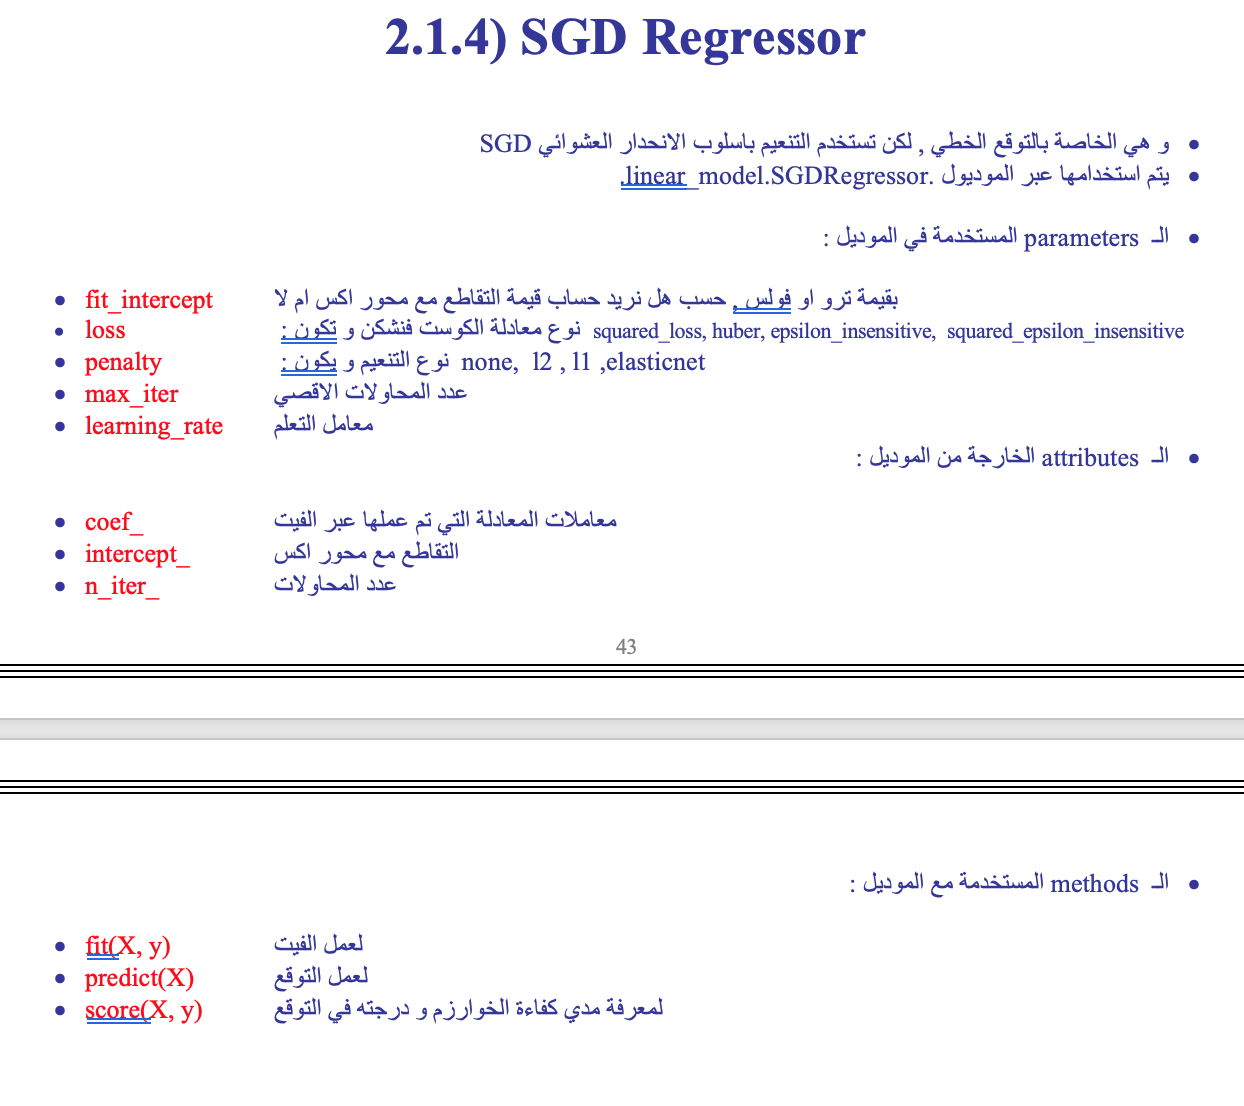 2.1.4) SGD Regressor
و هي الخاصة بالتوقع الخطي , لكن تستخدم التنعيم باسلوب الانحدار العشوائي SGD
يتم استخدامها عبر الموديول .linear_model.SGDRegressor.
الـ parameters المستخدمة في الموديل :
fit_intercept بقيمة ترو او فولس , حسب هل نريد حساب قيمة التقاطع مع محور اكس ام لا
loss نوع معادلة الكوست فنشكن و تكون : squared_loss, huber, epsilon_insensitive, squared_epsilon_insensitive
penalty نوع التنعيم و يكون : none, l2 , l1 ,elasticnet
max_iter عدد المحاولات الاقصي
learning_rate معامل التعلم
الـ attributes الخارجة من الموديل :
coef_ معاملات المعادلة التي تم عملها عبر الفيت
intercept_ التقاطع مع محور اكس
n_iter_ عدد المحاولات
43
الـ methods المستخدمة مع الموديل :
fit(X, y) لعمل الفيت
predict(X) لعمل التوقع
score(X, y) لمعرفة مدي كفاءة الخوارزم و درجته في التوقع